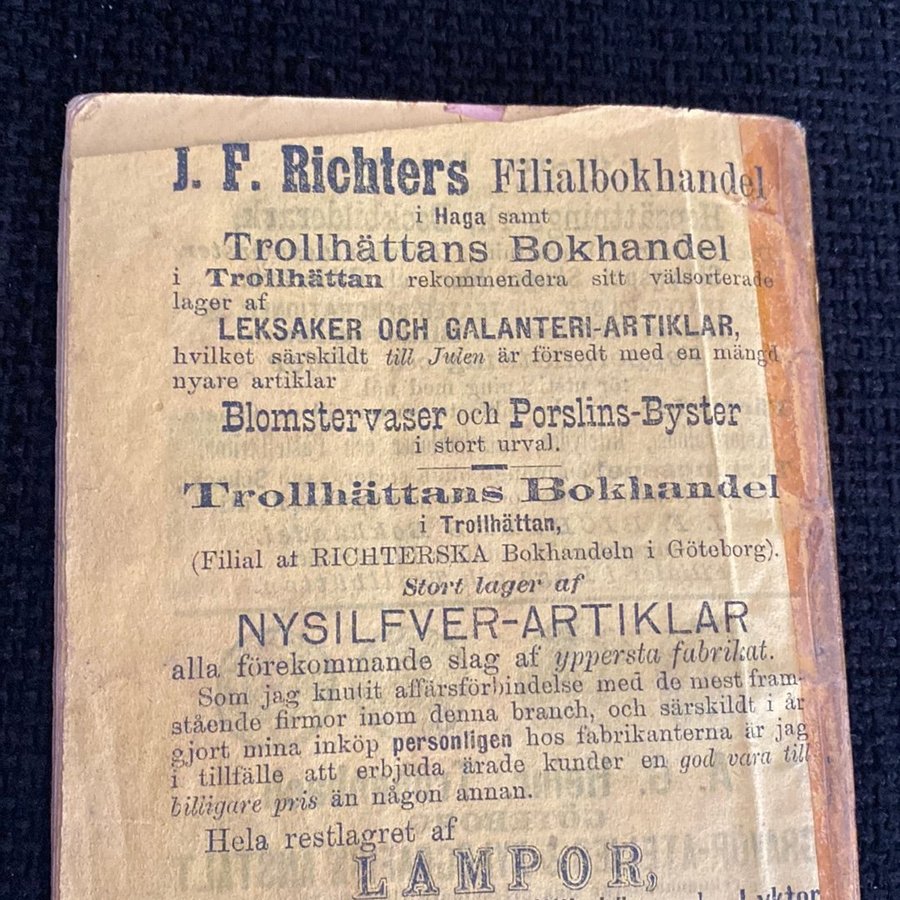 J. F. Richters Filialbokhandel
i Haga samt
Trollhättans Bokhandel
i Trollhättan rekommendera sitt välsorterade
lager af
LEKSAKER OCH GALANTERI-ARTIKLAR,
hvilket särskildt till Julen är försedt med en mängd
nyare artiklar
Blomstervaser och Porslins-Byster
i stort urval.
Trollhättans Bokhandel
i Trollhättan,
(Filial af RICHTERSKA Bokhandeln i Göteborg).
Stort lager af
NYSILFVER-ARTIKLAR
alla förekommande slag af yppersta fabrikat.
Som jag knutit affärsförbindelse med de mest fram-
stående firmor inom denna branch, och särskildt i år
gjort mina inköp personligen hos fabrikanterna är jag
i tillfälle att erbjuda ärade kunder en god vara till
billigare pris än någon annan.
Hela restlagret af
LAMPOR,